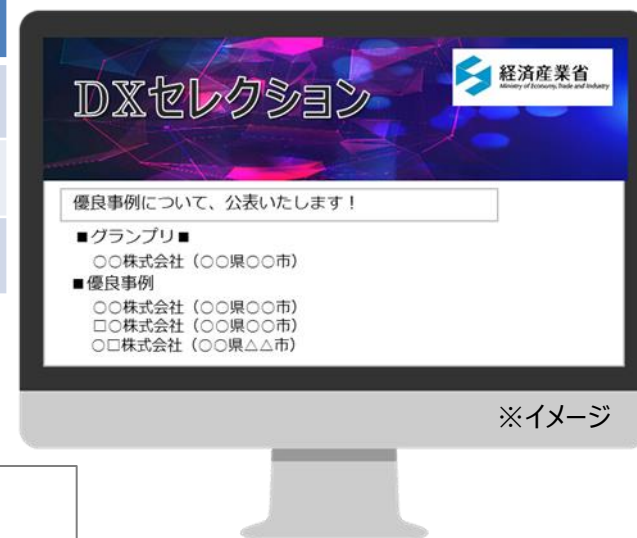 DXセレクション
経済産業省
Ministry of Economy, Trade and Industry
優良事例について、公表いたします！
■グランプリ■
○○株式会社（○○県○○市）
■優良事例
○○株式会社（○○県○○市）
□○株式会社（○○県○○市）
○□株式会社（○○県△△市）
※イメージ